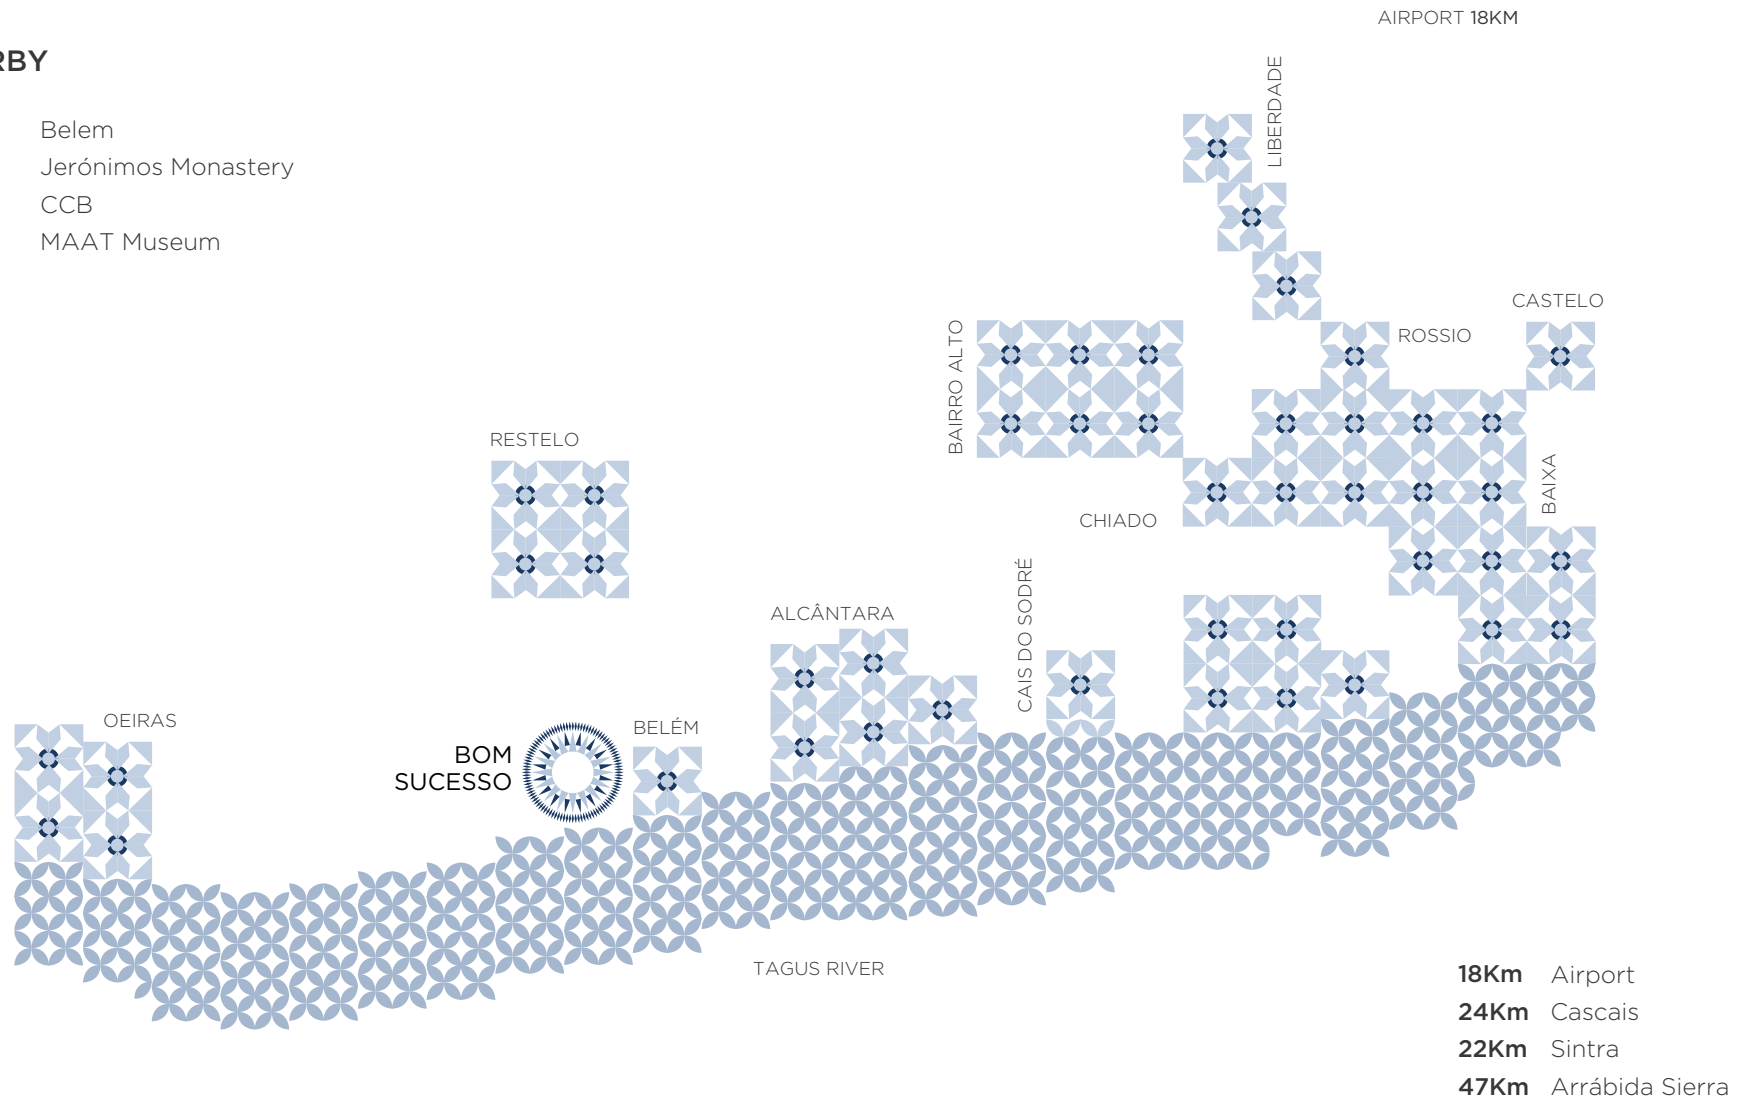 AIRPORT 18KM
RBY
Belem
Jerónimos Monastery
CCB
MAAT Museum
LIBERDADE
CASTELO
ROSSIO
BAIRRO ALTO
RESTELO
BAIXA
CHIADO
CAIS DO SODRÉ
ALCÂNTARA
OEIRAS
BELÉM
BOM
SUCESSO
TAGUS RIVER
18Km Airport
24Km Cascais
22Km Sintra
47Km Arrábida Sierra